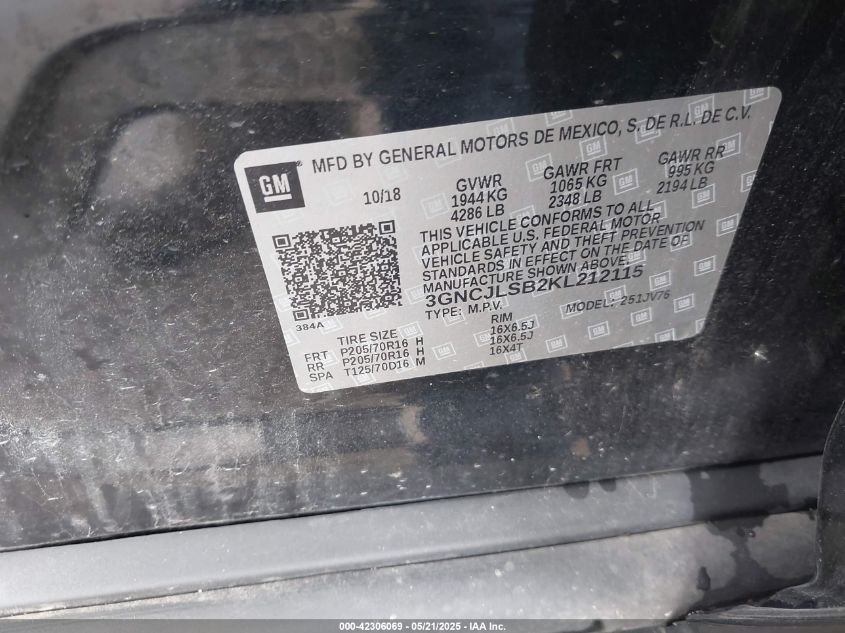 GM
MFD BY GENERAL MOTORS DE MEXICO, S. DE R.L. DE C.V.
10/18
GVWR
1944 KG
4286 LB
GAWR FRT
1065 KG
2348 LB
GAWR RR
995 KG
2194 LB
THIS VEHICLE CONFORMS TO ALL
APPLICABLE U.S. FEDERAL MOTOR
VEHICLE SAFETY AND THEFT PREVENTION
STANDARDS IN EFFECT ON THE DATE OF
MANUFACTURE SHOWN ABOVE.
3GNCJLSB2KL212115
TYPE: M.P.V. MODEL: 251JV76
384A
TIRE SIZE RIM
FRT P205/70R16 H 16X6.5J
RR P205/70R16 H 16X6.5J
SPA T125/70D16 M 16X4T
000-42306069 — 05/21/2025 — IAA Inc.